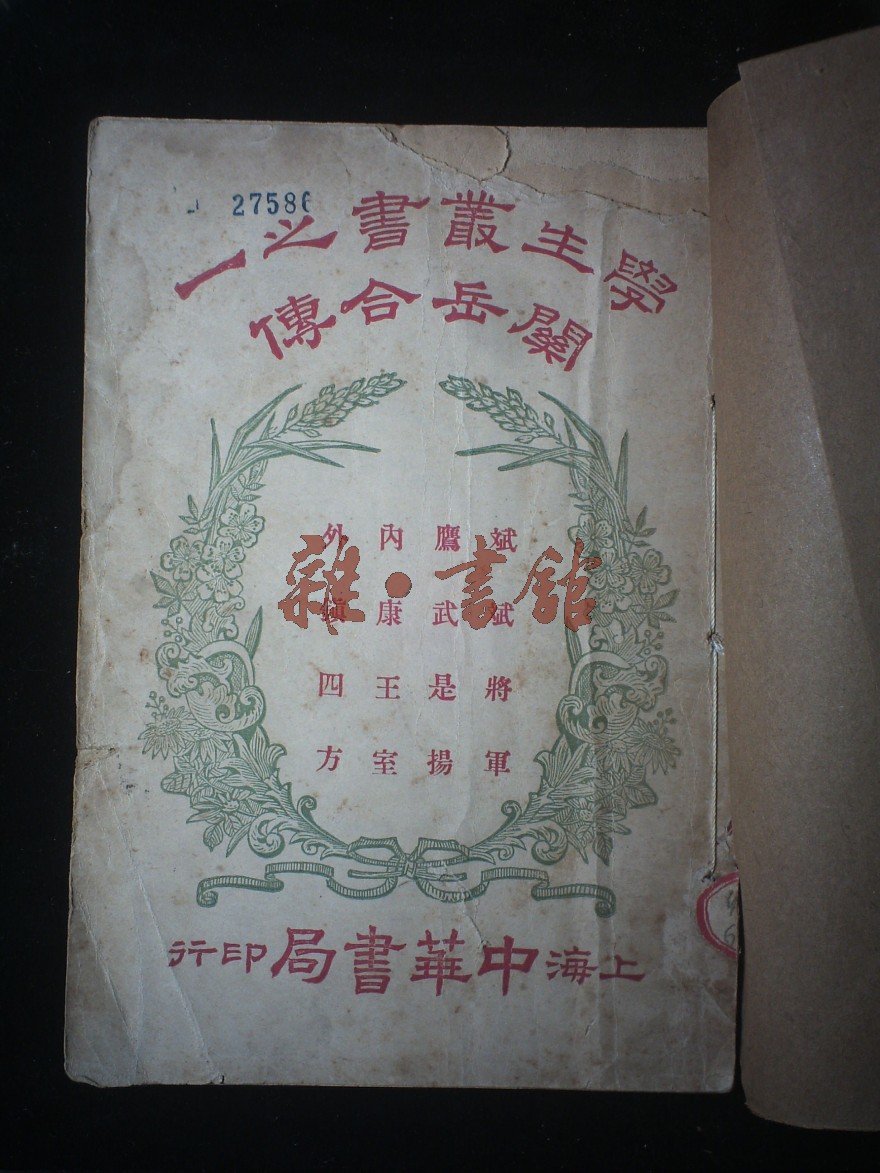 27586
學生叢書之一
關岳合傳
斌斌將軍
鷹武是揚
內康王室
外鎮四方
雜·書舘
上海中華書局印行